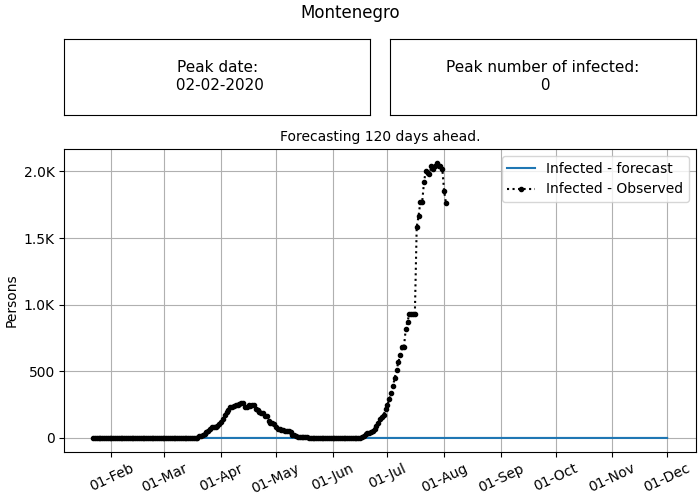 Montenegro
Peak date:
02-02-2020
Peak number of infected:
0
Forecasting 120 days ahead.
Infected - forecast
Infected - Observed
Persons
2.0K
1.5K
1.0K
500
0
01-Feb
01-Mar
01-Apr
01-May
01-Jun
01-Jul
01-Aug
01-Sep
01-Oct
01-Nov
01-Dec